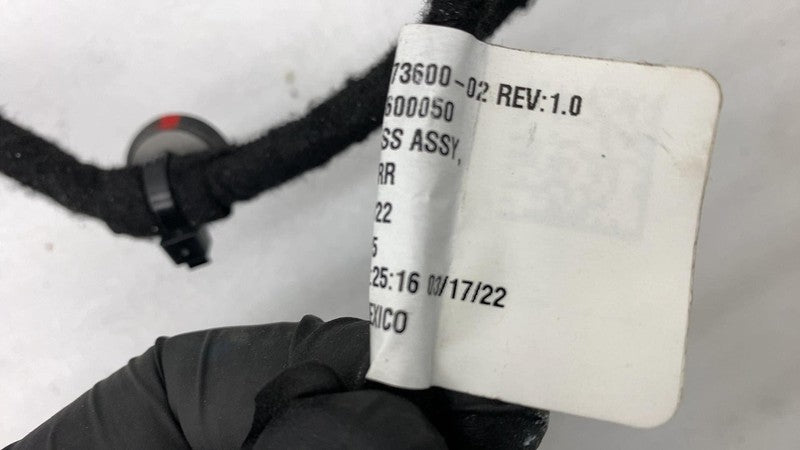 73600-02 REV:1.0
600050
SS ASSY,
RR
22
5
:25:16 03/17/22
EXICO